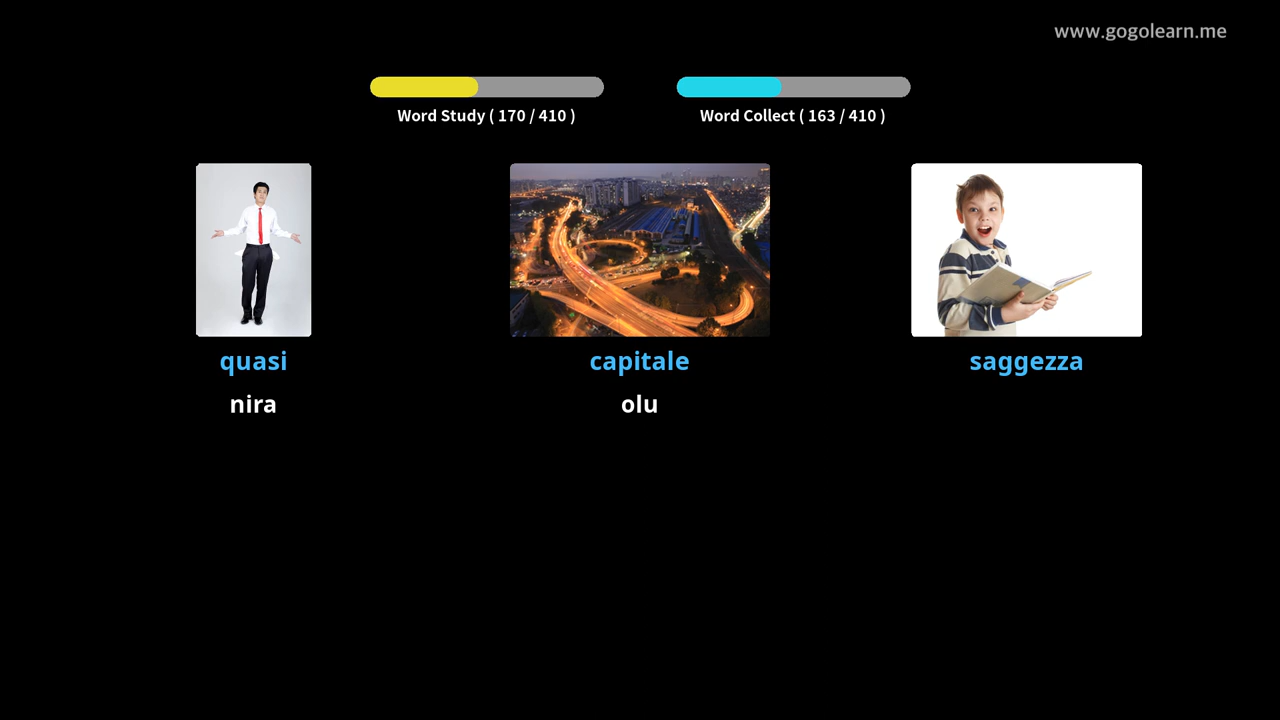 www.gogolearn.me
Word Study ( 170 / 410 )
Word Collect ( 163 / 410 )
quasi
capitale
saggezza
nira
olu